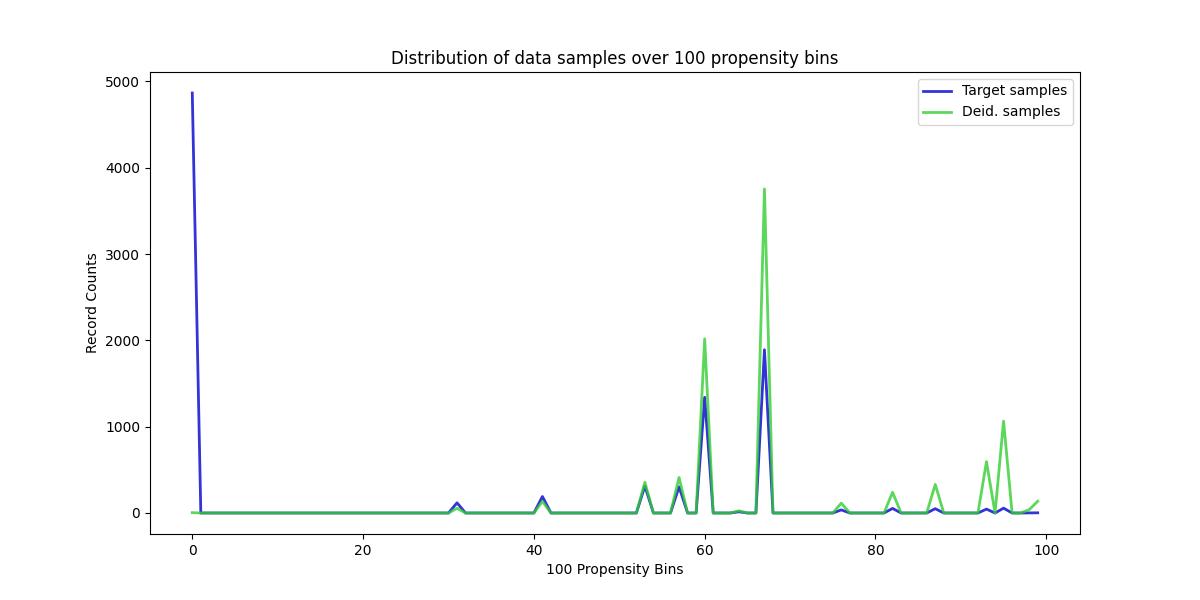 Distribution of data samples over 100 propensity bins
Target samples
Deid. samples
5000
4000
3000
2000
1000
0
Record Counts
0 20 40 60 80 100
100 Propensity Bins